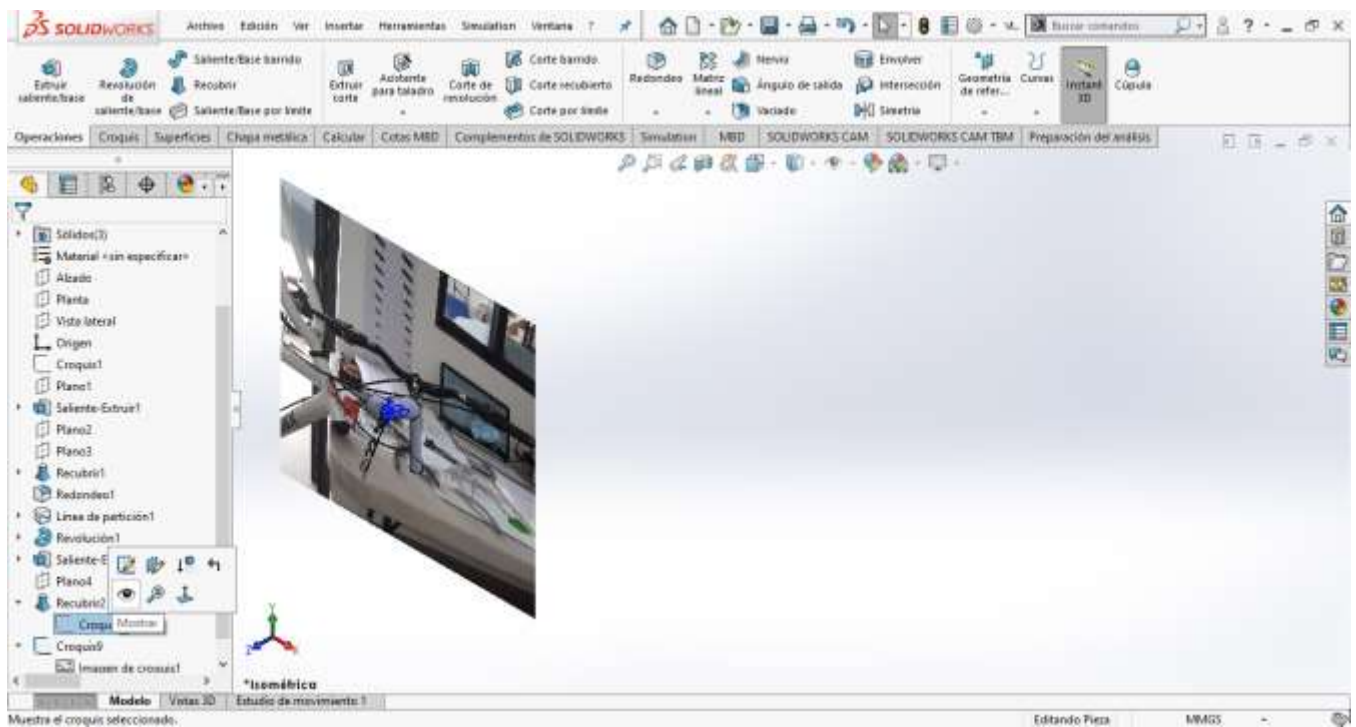 SOLIDWORKS Archivo Edición Ver Insertar Herramientas Simulation Ventana ? Buscar comandos
Extruir saliente/base
Revolución de saliente/base
Saliente/Base barrido
Recubrir
Saliente/Base por límite
Extruir corte
Asistente para taladro
Corte de revolución
Corte barrido
Corte recubierto
Corte por límite
Redondeo
Matriz lineal
Nervio
Ángulo de salida
Vaciado
Envolver
Intersección
Simetría
Geometría de refer...
Curvas
Instant 3D
Cúpula
Operaciones Croquis Superficies Chapa metálica Calcular Cotas MBD Complementos de SOLIDWORKS Simulation MBD SOLIDWORKS CAM SOLIDWORKS CAM TBM Preparación del análisis
Sólidos(3)
Material <sin especificar>
Alzado
Planta
Vista lateral
Origen
Croquis1
Plano1
Saliente-Extruir1
Plano2
Plano3
Recubrir1
Redondeo1
Línea de partición1
Revolución1
Saliente-E
Plano4
Recubrir2
Croqui
Mostrar
Croquis9
Imagen de croquis1
*Isométrica
Modelo Vistas 3D Estudio de movimiento 1
Muestra el croquis seleccionado. Editando Pieza MMGS